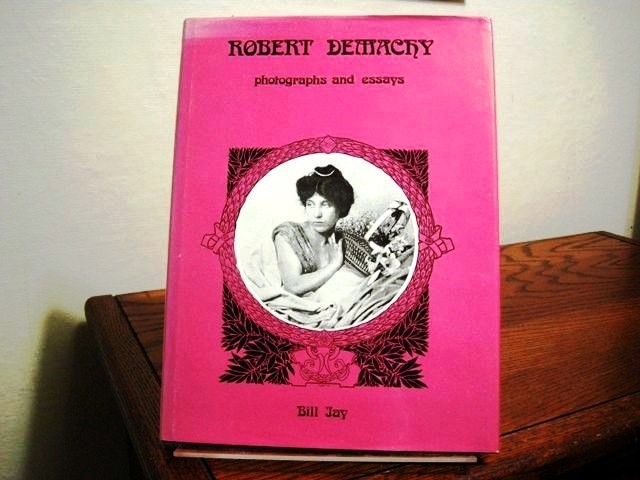 ROBERT DEMACHY
photographs and essays
Bill Jay